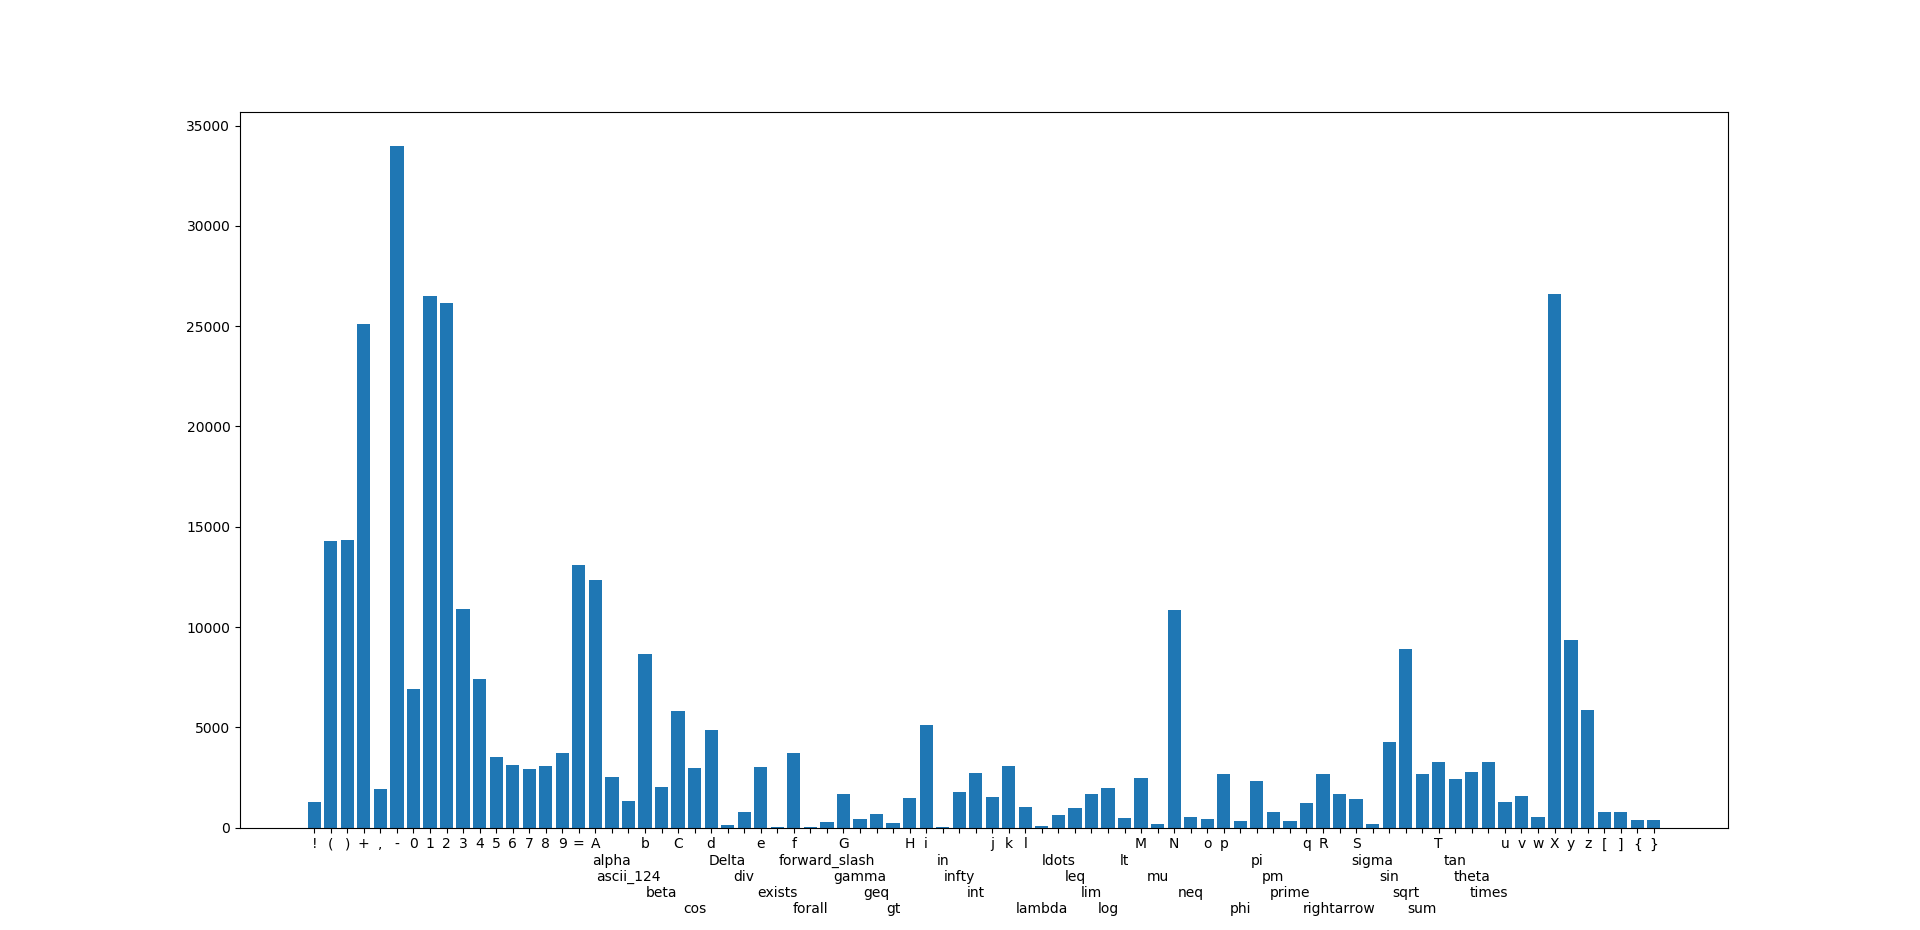 35000
30000
25000
20000
15000
10000
5000
0
! ( ) + , - 0 1 2 3 4 5 6 7 8 9 = A b C d e f G H i j k l M N o p q R S T u v w X y z [ ] { }
alpha Delta forward_slash in ldots lt pi sigma tan
ascii_124 div gamma infty leq mu pm sin theta
beta exists geq int lim neq prime sqrt times
cos forall gt lambda log phi rightarrow sum